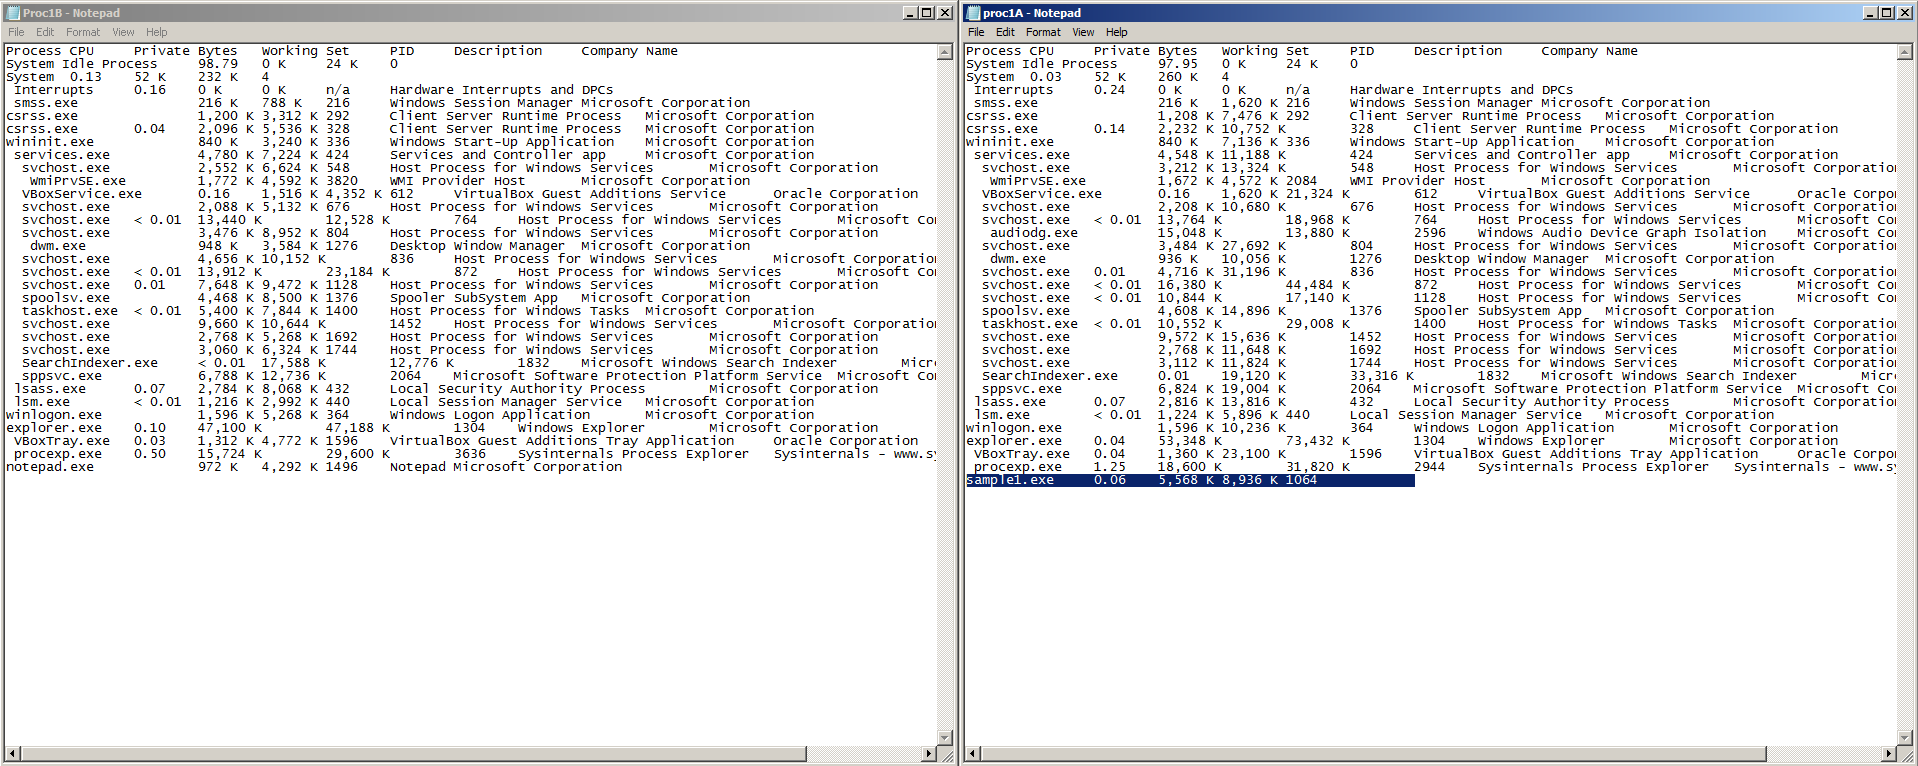 Proc1B - Notepad
File Edit Format View Help
Process CPU Private Bytes Working Set PID Description Company Name
System Idle Process 98.79 0 K 24 K 0
System 0.13 52 K 232 K 4
Interrupts 0.16 0 K 0 K n/a Hardware Interrupts and DPCs
smss.exe 216 K 788 K 216 Windows Session Manager Microsoft Corporation
csrss.exe 1,200 K 3,312 K 292 Client Server Runtime Process Microsoft Corporation
csrss.exe 0.04 2,096 K 5,536 K 328 Client Server Runtime Process Microsoft Corporation
wininit.exe 840 K 3,240 K 336 Windows Start-Up Application Microsoft Corporation
services.exe 4,780 K 7,224 K 424 Services and Controller app Microsoft Corporation
svchost.exe 2,552 K 6,624 K 548 Host Process for Windows Services Microsoft Corporation
WmiPrvSE.exe 1,772 K 4,592 K 3820 WMI Provider Host Microsoft Corporation
VBoxService.exe 0.16 1,516 K 4,352 K 612 VirtualBox Guest Additions Service Oracle Corporation
svchost.exe 2,088 K 5,132 K 676 Host Process for Windows Services Microsoft Corporation
svchost.exe < 0.01 13,440 K 12,528 K 764 Host Process for Windows Services Microsoft Co
svchost.exe 3,476 K 8,952 K 804 Host Process for Windows Services Microsoft Corporation
dwm.exe 948 K 3,584 K 1276 Desktop Window Manager Microsoft Corporation
svchost.exe 4,656 K 10,152 K 836 Host Process for Windows Services Microsoft Corporation
svchost.exe < 0.01 13,912 K 23,184 K 872 Host Process for Windows Services Microsoft Co
svchost.exe 0.01 7,648 K 9,472 K 1128 Host Process for Windows Services Microsoft Corporation
spoolsv.exe 4,468 K 8,500 K 1376 Spooler SubSystem App Microsoft Corporation
taskhost.exe < 0.01 5,400 K 7,844 K 1400 Host Process for Windows Tasks Microsoft Corporation
svchost.exe 9,660 K 10,644 K 1452 Host Process for Windows Services Microsoft Corporation
svchost.exe 2,768 K 5,268 K 1692 Host Process for Windows Services Microsoft Corporation
svchost.exe 3,060 K 6,324 K 1744 Host Process for Windows Services Microsoft Corporation
SearchIndexer.exe < 0.01 17,588 K 12,776 K 1832 Microsoft Windows Search Indexer Micr
sppsvc.exe 6,788 K 12,736 K 2064 Microsoft Software Protection Platform Service Microsoft Co
lsass.exe 0.07 2,784 K 8,068 K 432 Local Security Authority Process Microsoft Corporation
lsm.exe < 0.01 1,216 K 2,992 K 440 Local Session Manager Service Microsoft Corporation
winlogon.exe 1,596 K 5,268 K 364 Windows Logon Application Microsoft Corporation
explorer.exe 0.10 47,100 K 47,188 K 1304 Windows Explorer Microsoft Corporation
VBoxTray.exe 0.03 1,312 K 4,772 K 1596 VirtualBox Guest Additions Tray Application Oracle Corporation
procexp.exe 0.50 15,724 K 29,600 K 3636 Sysinternals Process Explorer Sysinternals - www.sy
notepad.exe 972 K 4,292 K 1496 Notepad Microsoft Corporation
proc1A - Notepad
File Edit Format View Help
Process CPU Private Bytes Working Set PID Description Company Name
System Idle Process 97.95 0 K 24 K 0
System 0.03 52 K 260 K 4
Interrupts 0.24 0 K 0 K n/a Hardware Interrupts and DPCs
smss.exe 216 K 1,620 K 216 Windows Session Manager Microsoft Corporation
csrss.exe 1,208 K 7,476 K 292 Client Server Runtime Process Microsoft Corporation
csrss.exe 0.14 2,232 K 10,752 K 328 Client Server Runtime Process Microsoft Corporation
wininit.exe 840 K 7,136 K 336 Windows Start-Up Application Microsoft Corporation
services.exe 4,548 K 11,188 K 424 Services and Controller app Microsoft Corporation
svchost.exe 3,212 K 13,324 K 548 Host Process for Windows Services Microsoft Corporation
WmiPrvSE.exe 1,672 K 4,572 K 2084 WMI Provider Host Microsoft Corporation
VBoxService.exe 0.16 1,620 K 21,324 K 612 VirtualBox Guest Additions Service Oracle Corpor
svchost.exe 2,208 K 10,680 K 676 Host Process for Windows Services Microsoft Corporation
svchost.exe < 0.01 13,764 K 18,968 K 764 Host Process for Windows Services Microsoft Co
audiodg.exe 15,048 K 13,880 K 2596 Windows Audio Device Graph Isolation Microsoft Co
svchost.exe 3,484 K 27,692 K 804 Host Process for Windows Services Microsoft Corporation
dwm.exe 936 K 10,056 K 1276 Desktop Window Manager Microsoft Corporation
svchost.exe 0.01 4,716 K 31,196 K 836 Host Process for Windows Services Microsoft Corporation
svchost.exe < 0.01 16,380 K 44,484 K 872 Host Process for Windows Services Microsoft Co
svchost.exe < 0.01 10,844 K 17,140 K 1128 Host Process for Windows Services Microsoft Co
spoolsv.exe 4,608 K 14,896 K 1376 Spooler SubSystem App Microsoft Corporation
taskhost.exe < 0.01 10,552 K 29,008 K 1400 Host Process for Windows Tasks Microsoft Corporation
svchost.exe 9,572 K 15,636 K 1452 Host Process for Windows Services Microsoft Corporation
svchost.exe 2,768 K 11,648 K 1692 Host Process for Windows Services Microsoft Corporation
svchost.exe 3,112 K 11,824 K 1744 Host Process for Windows Services Microsoft Corporation
SearchIndexer.exe 0.01 19,120 K 33,316 K 1832 Microsoft Windows Search Indexer Micr
sppsvc.exe 6,824 K 19,004 K 2064 Microsoft Software Protection Platform Service Microsoft Co
lsass.exe 0.07 2,816 K 13,816 K 432 Local Security Authority Process Microsoft Corporation
lsm.exe < 0.01 1,224 K 5,896 K 440 Local Session Manager Service Microsoft Corporation
winlogon.exe 1,596 K 10,236 K 364 Windows Logon Application Microsoft Corporation
explorer.exe 0.04 53,348 K 73,432 K 1304 Windows Explorer Microsoft Corporation
VBoxTray.exe 0.04 1,360 K 23,100 K 1596 VirtualBox Guest Additions Tray Application Oracle Corpor
procexp.exe 1.25 18,600 K 31,820 K 2944 Sysinternals Process Explorer Sysinternals - www.sy
sample1.exe 0.06 5,568 K 8,936 K 1064